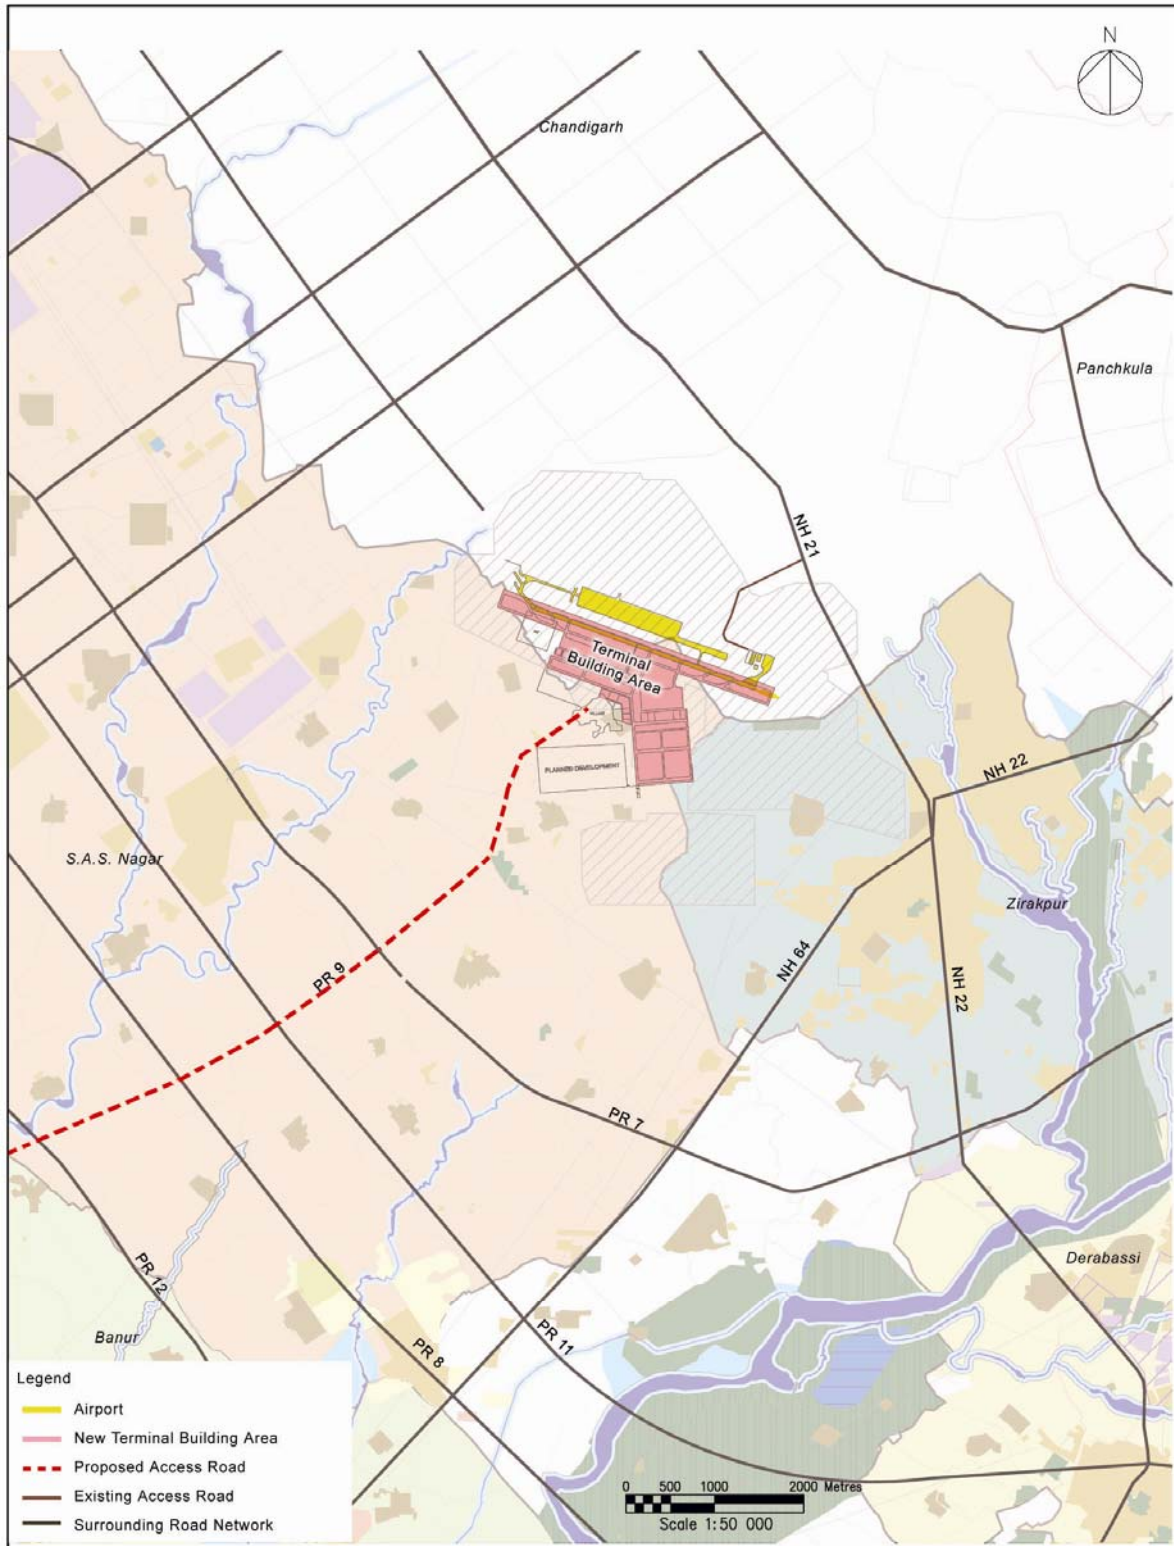 N
Chandigarh
Panchkula
NH 21
Terminal
Building Area
PLANNED DEVELOPMENT
NH 22
S.A.S. Nagar
Zirakpur
NH 64
PR 9
NH 22
PR 7
Derabassi
PR 12
Banur
PR 11
PR 8
Legend
Airport
New Terminal Building Area
Proposed Access Road
Existing Access Road
Surrounding Road Network
0 500 1000 2000 Metres
Scale 1:50 000